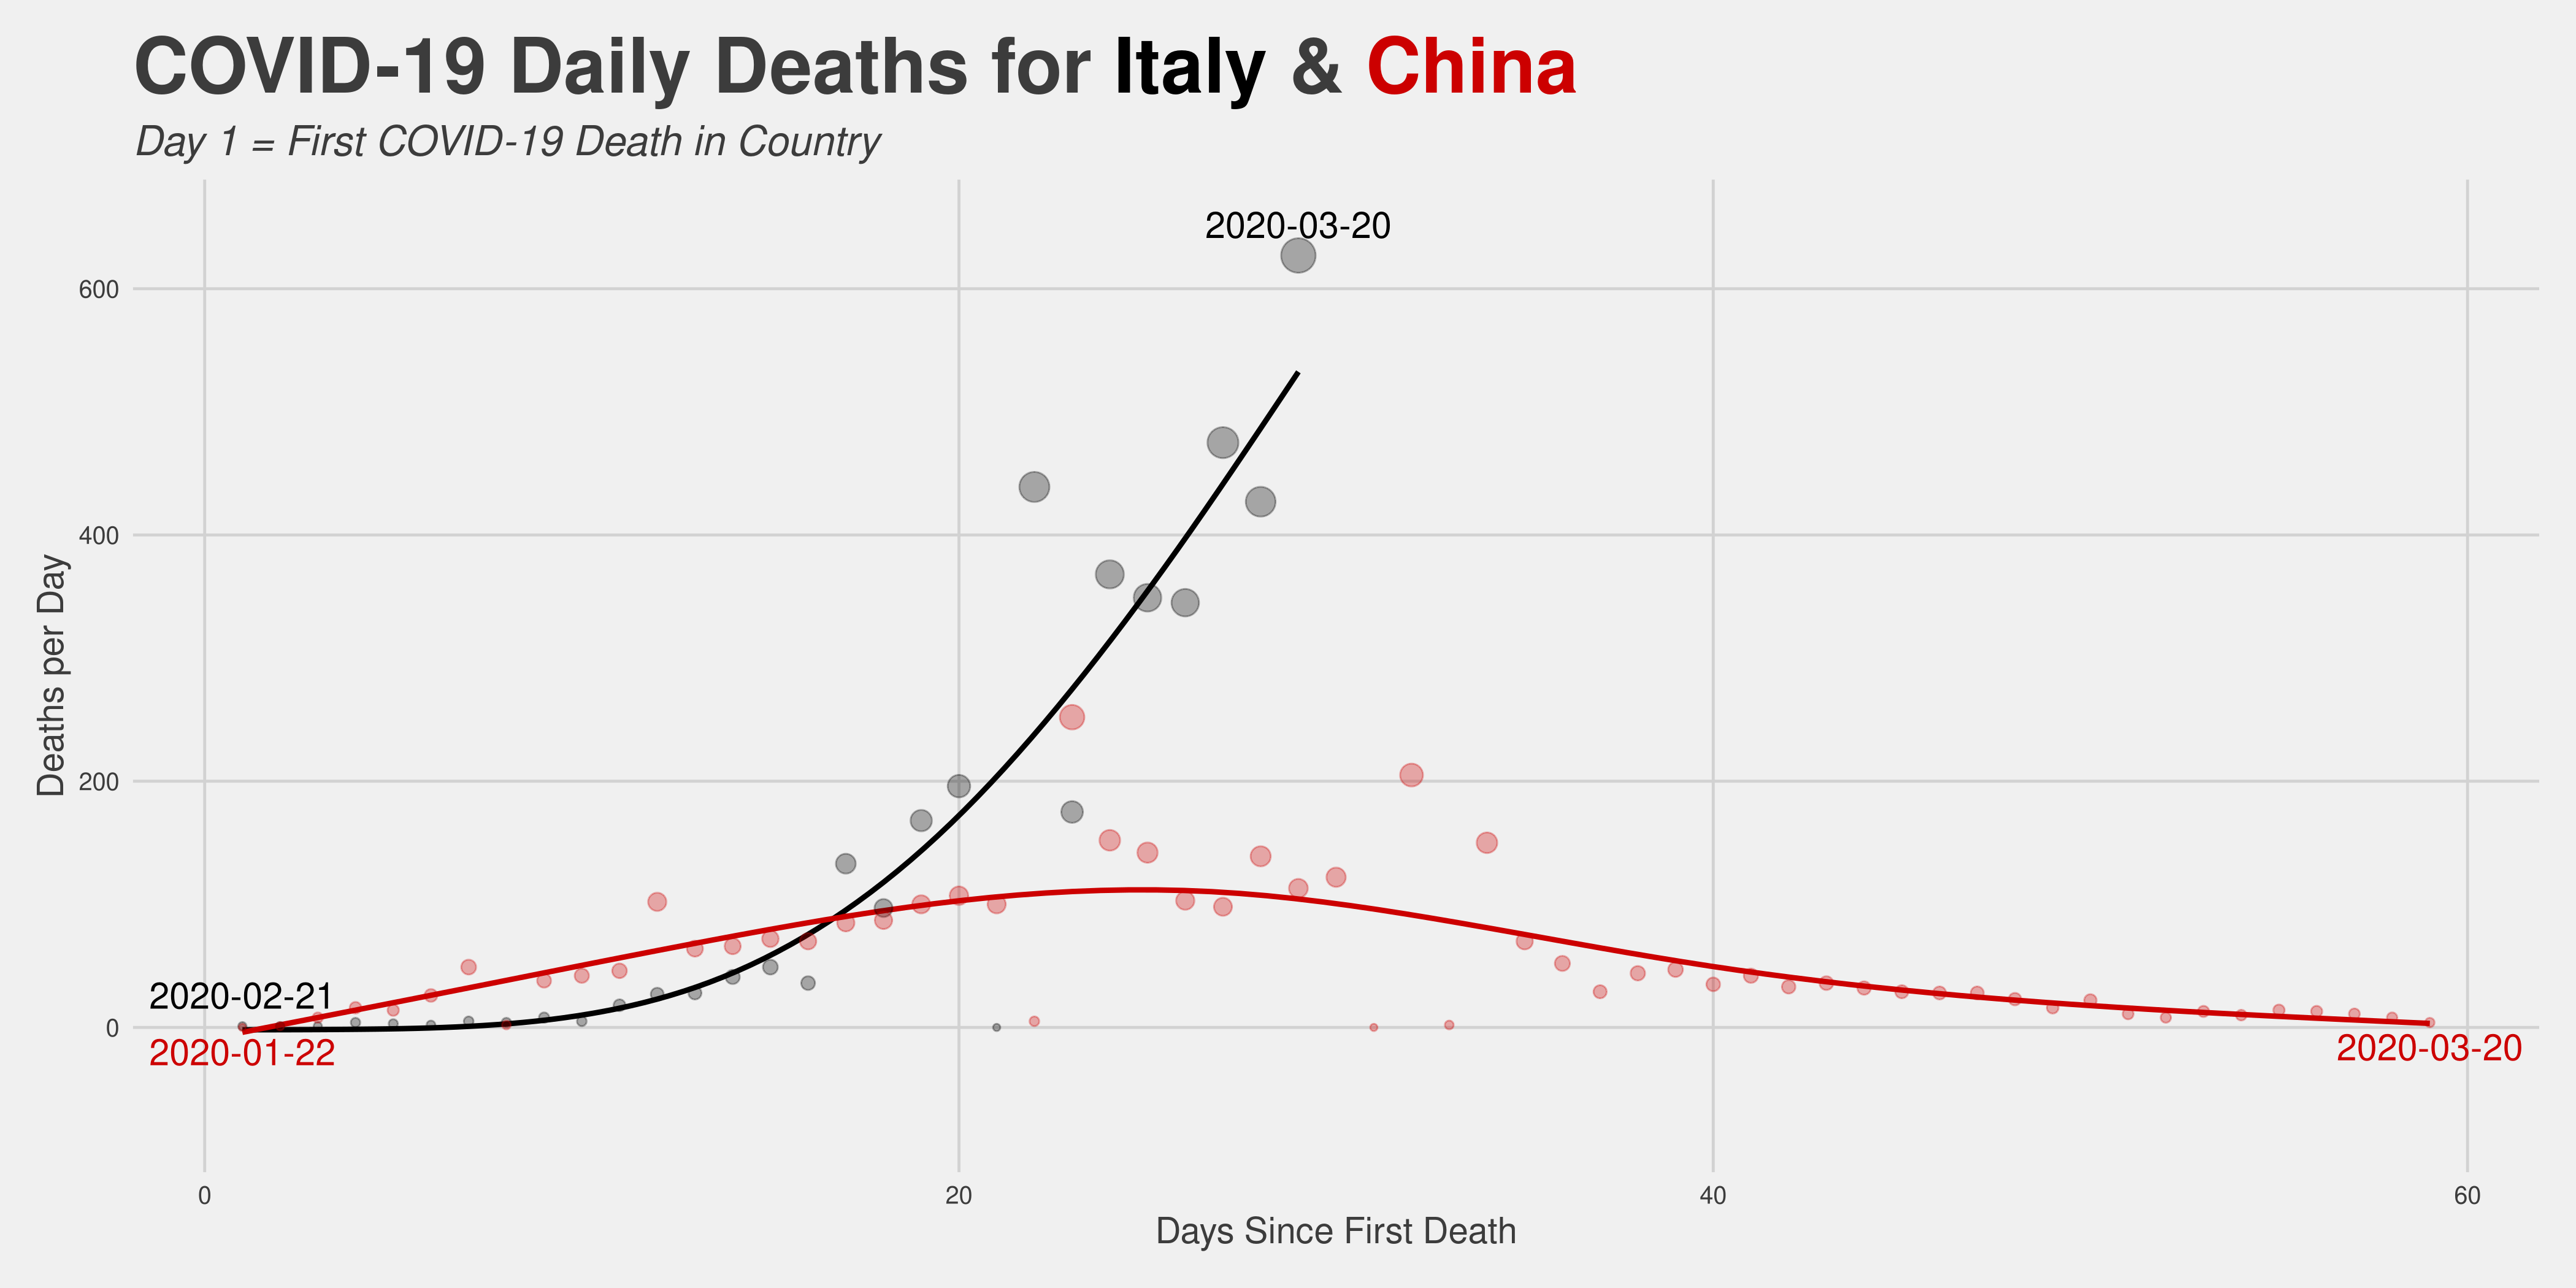 COVID-19 Daily Deaths for Italy & China
Day 1 = First COVID-19 Death in Country
2020-03-20
600
400
200
0
Deaths per Day
2020-02-21
2020-01-22
2020-03-20
0 20 40 60
Days Since First Death